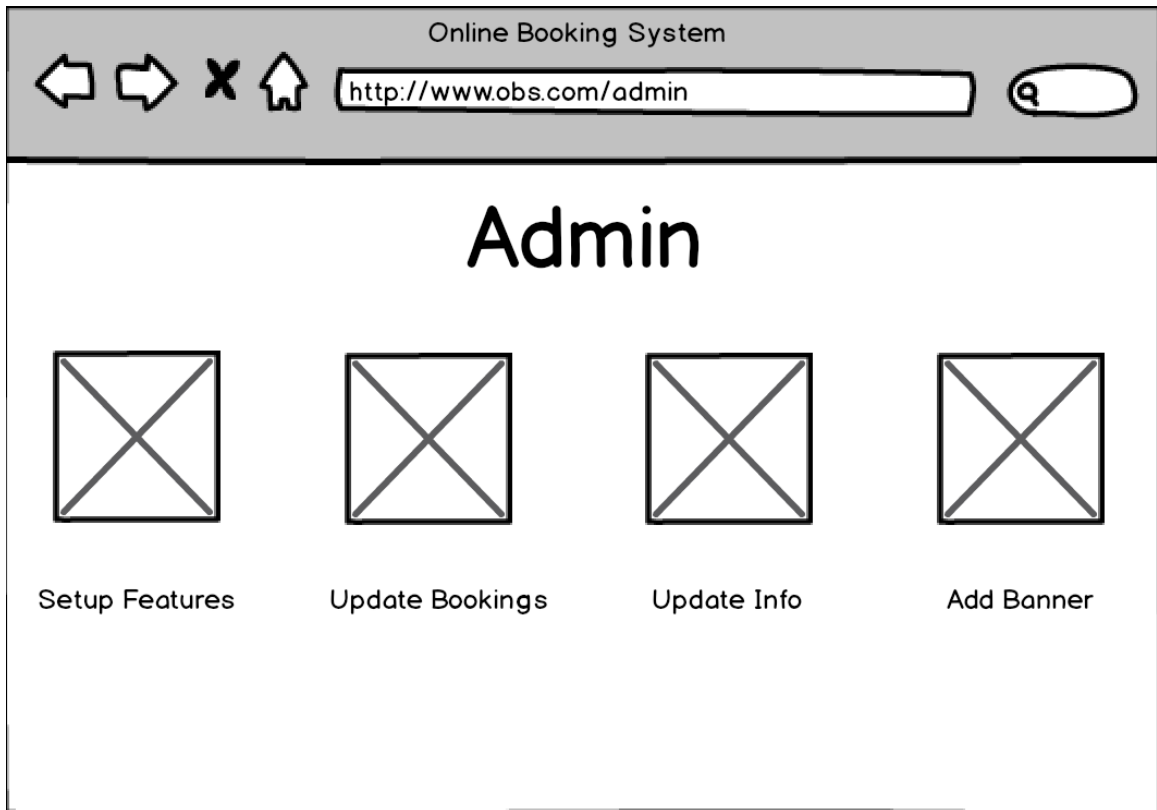 Online Booking System
http://www.obs.com/admin
Admin
Setup Features
Update Bookings
Update Info
Add Banner